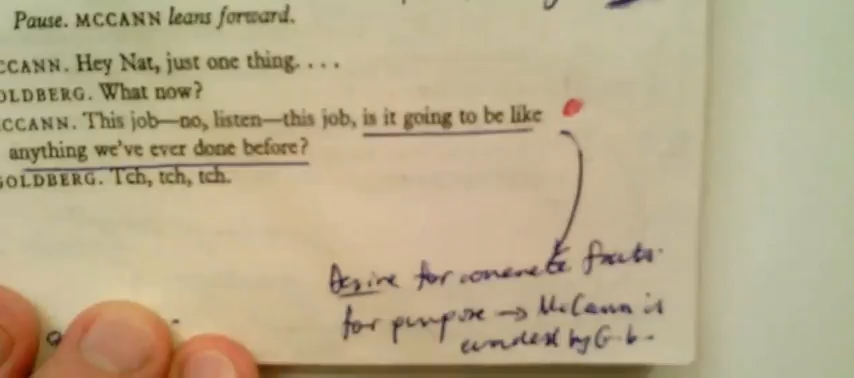 Pause. MCCANN leans forward.
CCANN. Hey Nat, just one thing. . . .
OLDBERG. What now?
CCANN. This job—no, listen—this job, is it going to be like
anything we've ever done before?
GOLDBERG. Tch, tch, tch.
Desire for concrete facts.
for purpose → McCann is
by G.b.